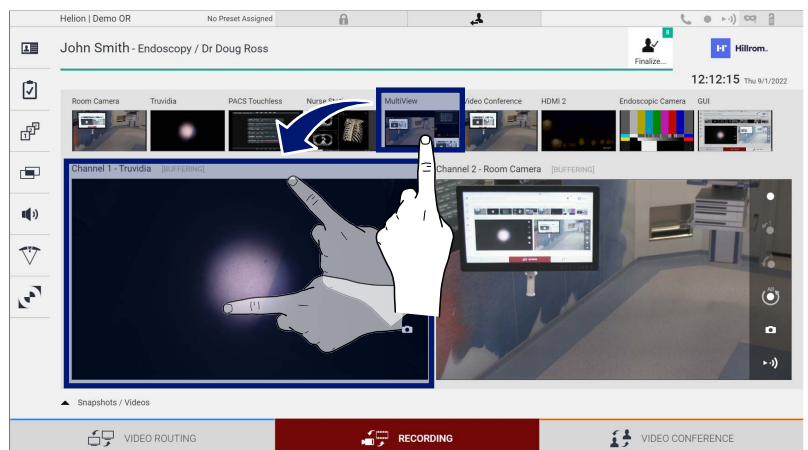 Helion | Demo OR
No Preset Assigned
John Smith - Endoscopy / Dr Doug Ross
8
Finalize...
H Hillrom.
12:12:15 Thu 9/1/2022
Room Camera
Truvidia
PACS Touchless
MultiView
Video Conference
HDMI 2
Endoscopic Camera
GUI
Channel 1 - Truvidia [BUFFERING]
Channel 2 - Room Camera [BUFFERING]
All
Snapshots / Videos
VIDEO ROUTING
RECORDING
VIDEO CONFERENCE